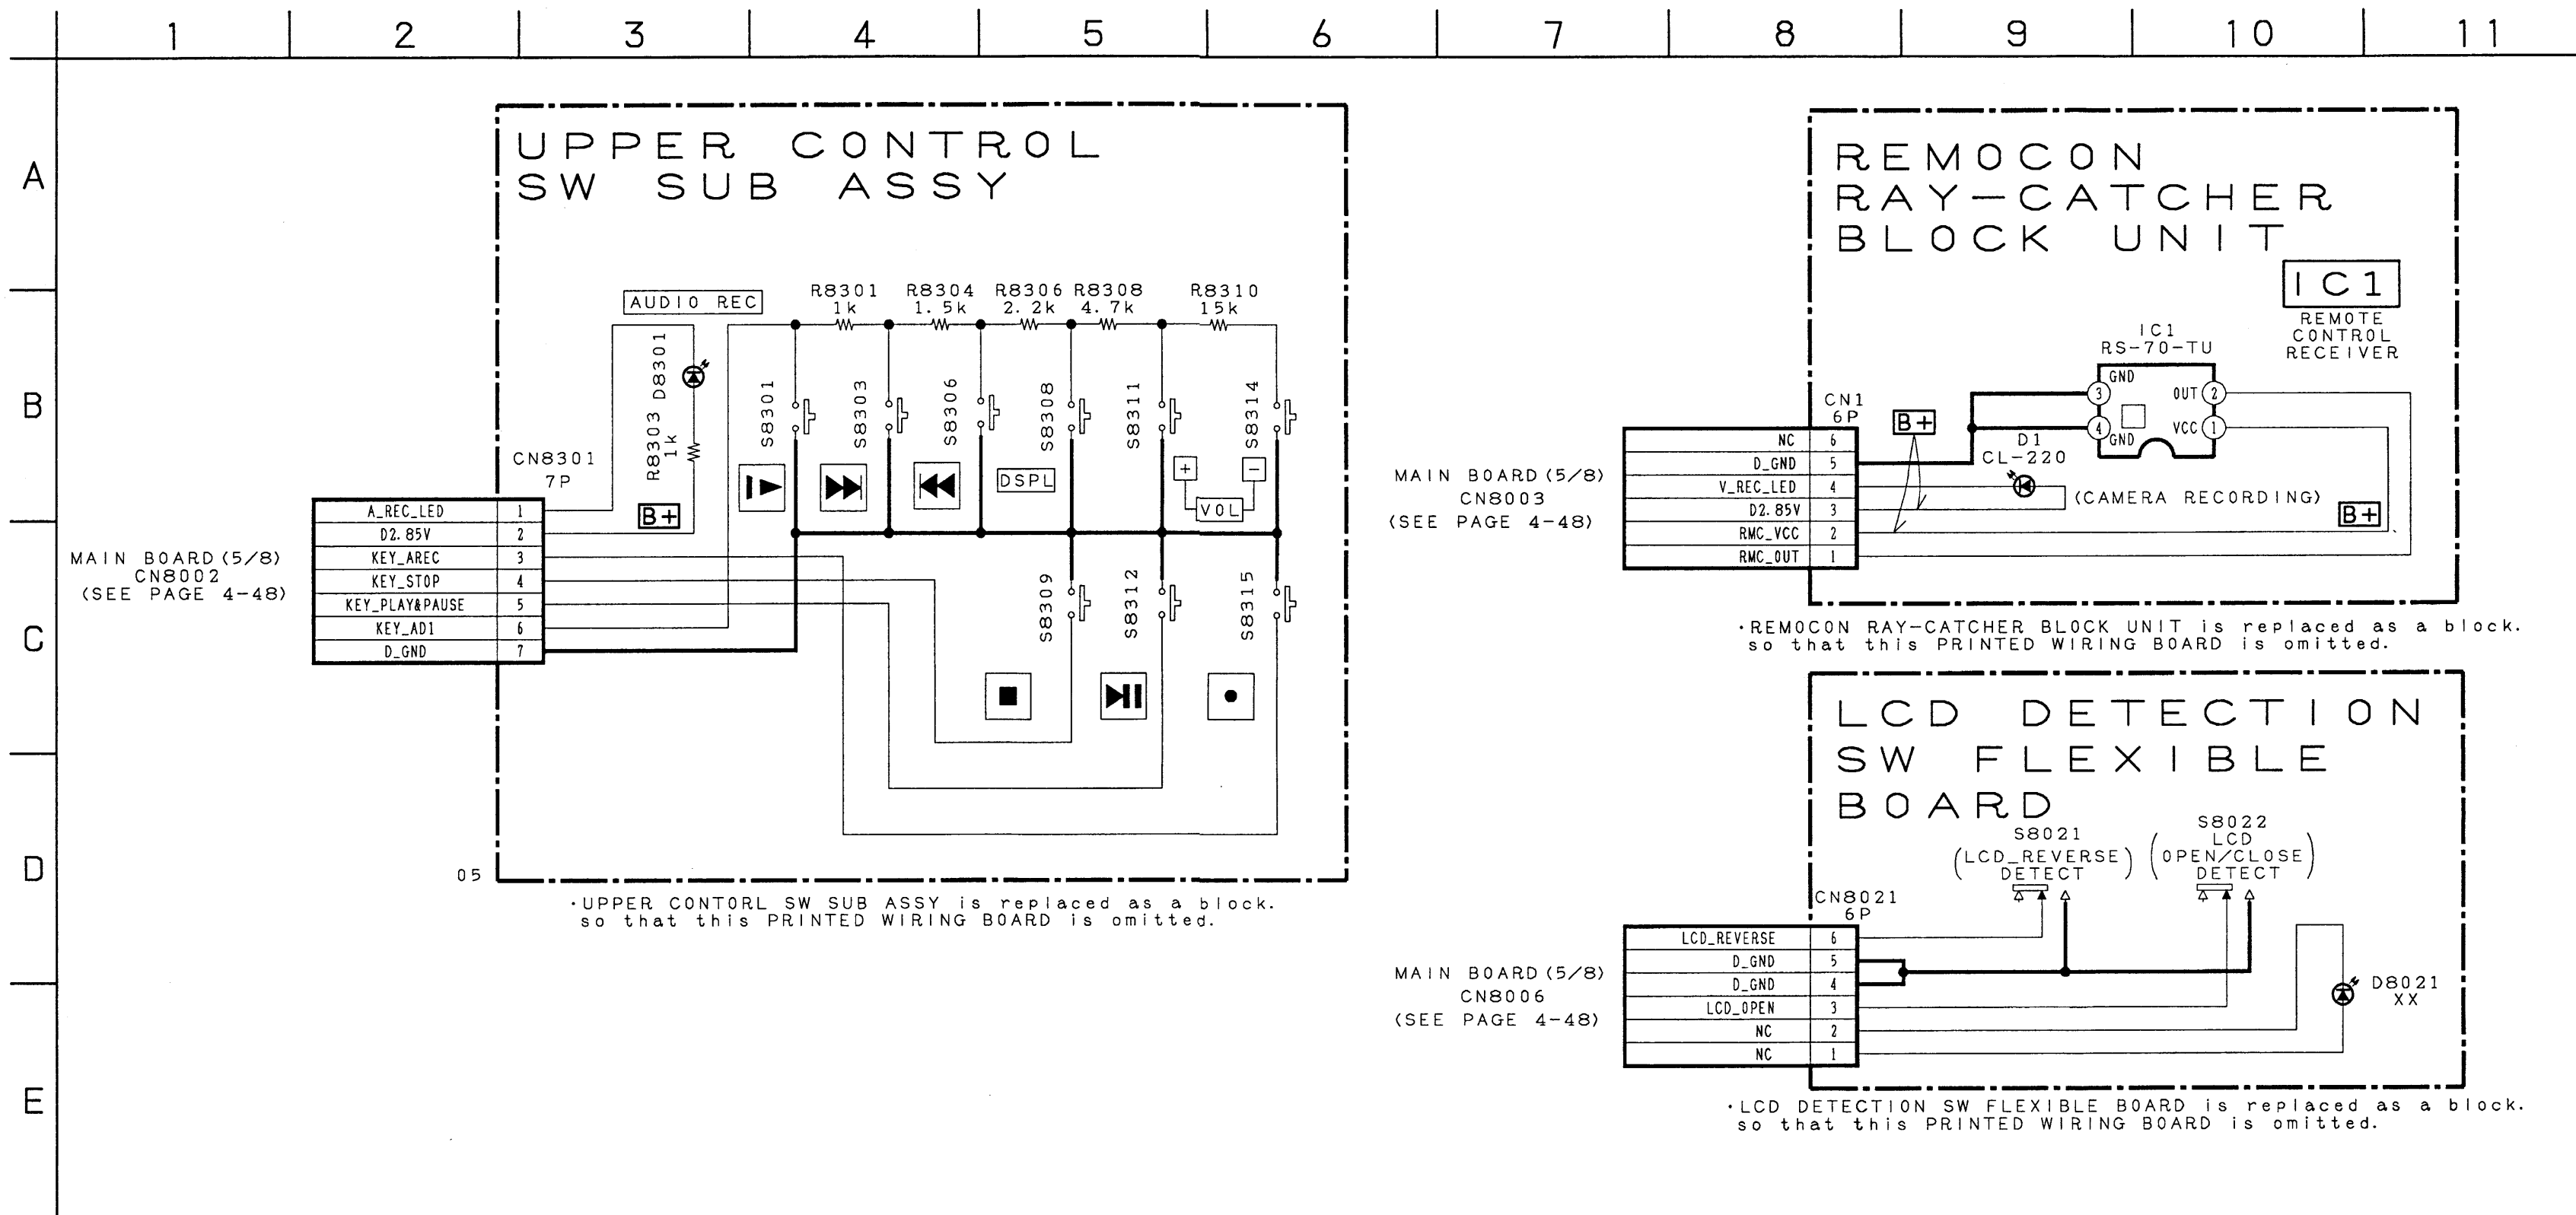 1 2 3 4 5 6 7 8 9 10 11
A
B
C
D
E
UPPER CONTROL
SW SUB ASSY
AUDIO REC
R8301
1k
R8304
1.5k
R8306
2.2k
R8308
4.7k
R8310
15k
D8301
R8303
1k
S8301
S8303
S8306
S8308
S8311
S8314
DSPL
+
−
VOL
B+
CN8301
7P
A_REC_LED 1
D2.85V 2
KEY_AREC 3
KEY_STOP 4
KEY_PLAY&PAUSE 5
KEY_AD1 6
D_GND 7
MAIN BOARD(5/8)
CN8002
(SEE PAGE 4-48)
S8309
S8312
S8315
05
·UPPER CONTORL SW SUB ASSY is replaced as a block.
so that this PRINTED WIRING BOARD is omitted.
REMOCON
RAY-CATCHER
BLOCK UNIT
IC1
REMOTE
CONTROL
RECEIVER
IC1
RS-70-TU
GND
3
OUT 2
4
GND
VCC 1
CN1
6P
B+
D1
CL-220
(CAMERA RECORDING)
B+
NC 6
D_GND 5
V_REC_LED 4
D2.85V 3
RMC_VCC 2
RMC_OUT 1
MAIN BOARD(5/8)
CN8003
(SEE PAGE 4-48)
·REMOCON RAY-CATCHER BLOCK UNIT is replaced as a block.
so that this PRINTED WIRING BOARD is omitted.
LCD DETECTION
SW FLEXIBLE
BOARD
S8021
(LCD_REVERSE
DETECT)
S8022
(LCD
OPEN/CLOSE
DETECT)
CN8021
6P
LCD_REVERSE 6
D_GND 5
D_GND 4
LCD_OPEN 3
NC 2
NC 1
MAIN BOARD(5/8)
CN8006
(SEE PAGE 4-48)
D8021
XX
·LCD DETECTION SW FLEXIBLE BOARD is replaced as a block.
so that this PRINTED WIRING BOARD is omitted.